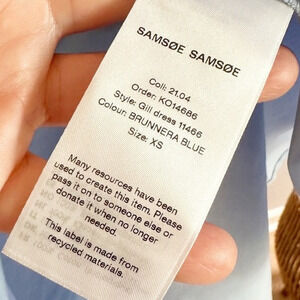 SAMSØE SAMSØE
Coll: 21.04
Order: KO14686
Style: Gill dress 11466
Colour: BRUNNERA BLUE
Size: XS
Many resources have been
used to create this item. Please
pass it on to someone else or
donate it when no longer
needed.
This label is made from
recycled materials.